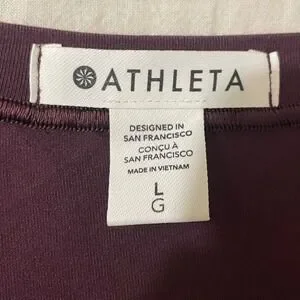 ATHLETA
DESIGNED IN
SAN FRANCISCO
CONÇU À
SAN FRANCISCO
MADE IN VIETNAM
L
G